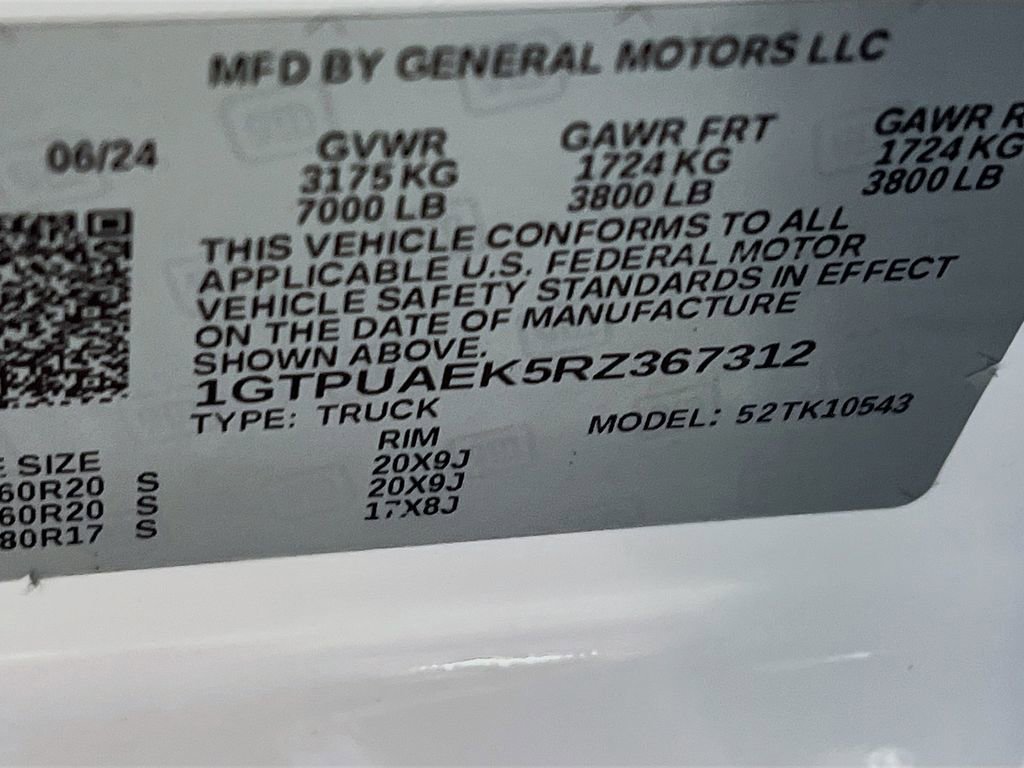 MFD BY GENERAL MOTORS LLC
06/24 GVWR GAWR FRT GAWR R
3175 KG 1724 KG 1724 KG
7000 LB 3800 LB 3800 LB
THIS VEHICLE CONFORMS TO ALL
APPLICABLE U.S. FEDERAL MOTOR
VEHICLE SAFETY STANDARDS IN EFFECT
ON THE DATE OF MANUFACTURE
SHOWN ABOVE.
1GTPUAEK5RZ367312
TYPE: TRUCK MODEL: 52TK10543
E SIZE RIM
60R20 S 20X9J
60R20 S 20X9J
80R17 S 17X8J